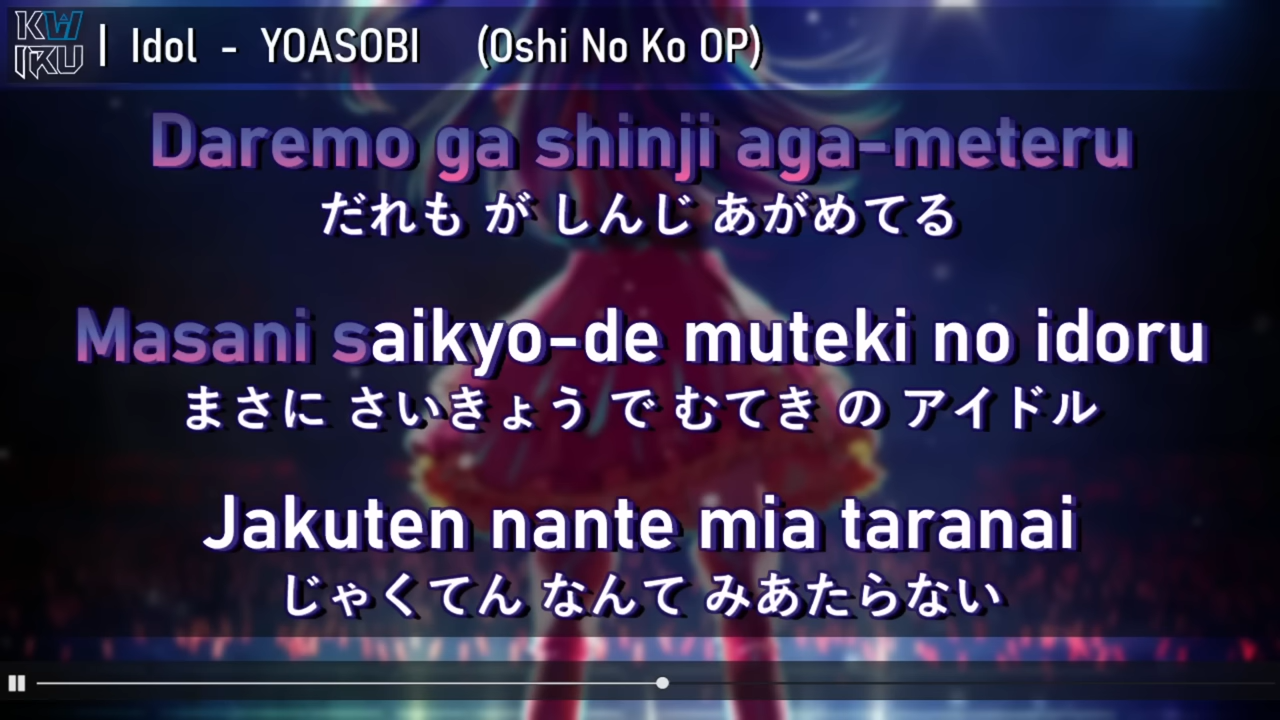 KWIRU | Idol - YOASOBI (Oshi No Ko OP)
Daremo ga shinji aga-meteru
だれも が しんじ あがめてる
Masani saikyo-de muteki no idoru
まさに さいきょう で むてき の アイドル
Jakuten nante mia taranai
じゃくてん なんて みあたらない